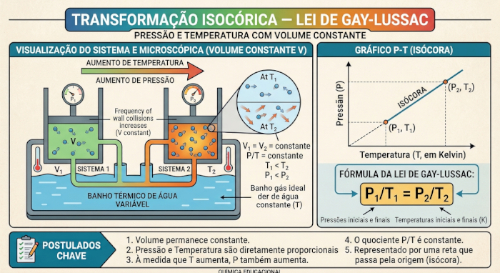 TRANSFORMAÇÃO ISOCÓRICA — LEI DE GAY-LUSSAC
PRESSÃO E TEMPERATURA COM VOLUME CONSTANTE
VISUALIZAÇÃO DO SISTEMA E MICROSCÓPICA (VOLUME CONSTANTE V)
AUMENTO DE TEMPERATURA
AUMENTO DE PRESSÃO
P₁
P₂
Frequency of
wall collisions
increases
(V constant)
At T₁
At T₂
V
V₁
SISTEMA 1
SISTEMA 2
T₂
V₁ = V₂ = constante
P/T = constante
T₁ < T₂
P₁ < P₂
BANHO TÉRMICO DE ÁGUA
VARIÁVEL
Banho gás ideal
der de água
constante (T)
GRÁFICO P-T (ISÓCORA)
Pressão (P)
ISÓCORA
(P₁, T₁)
(P₂, T₂)
Temperatura (T, em Kelvin)
FÓRMULA DA LEI DE GAY-LUSSAC:
P₁/T₁ = P₂/T₂
Pressões iniciais e finais
Temperaturas iniciais e finais (K)
POSTULADOS
CHAVE
1. Volume permanece constante.
2. Pressão e Temperatura são diretamente proporcionais
3. À medida que T aumenta, P também aumenta.
4. O quociente P/T é constante.
5. Representado por uma reta que
passa pela origem (isócora).
QUÍMICA EDUCACIONAL